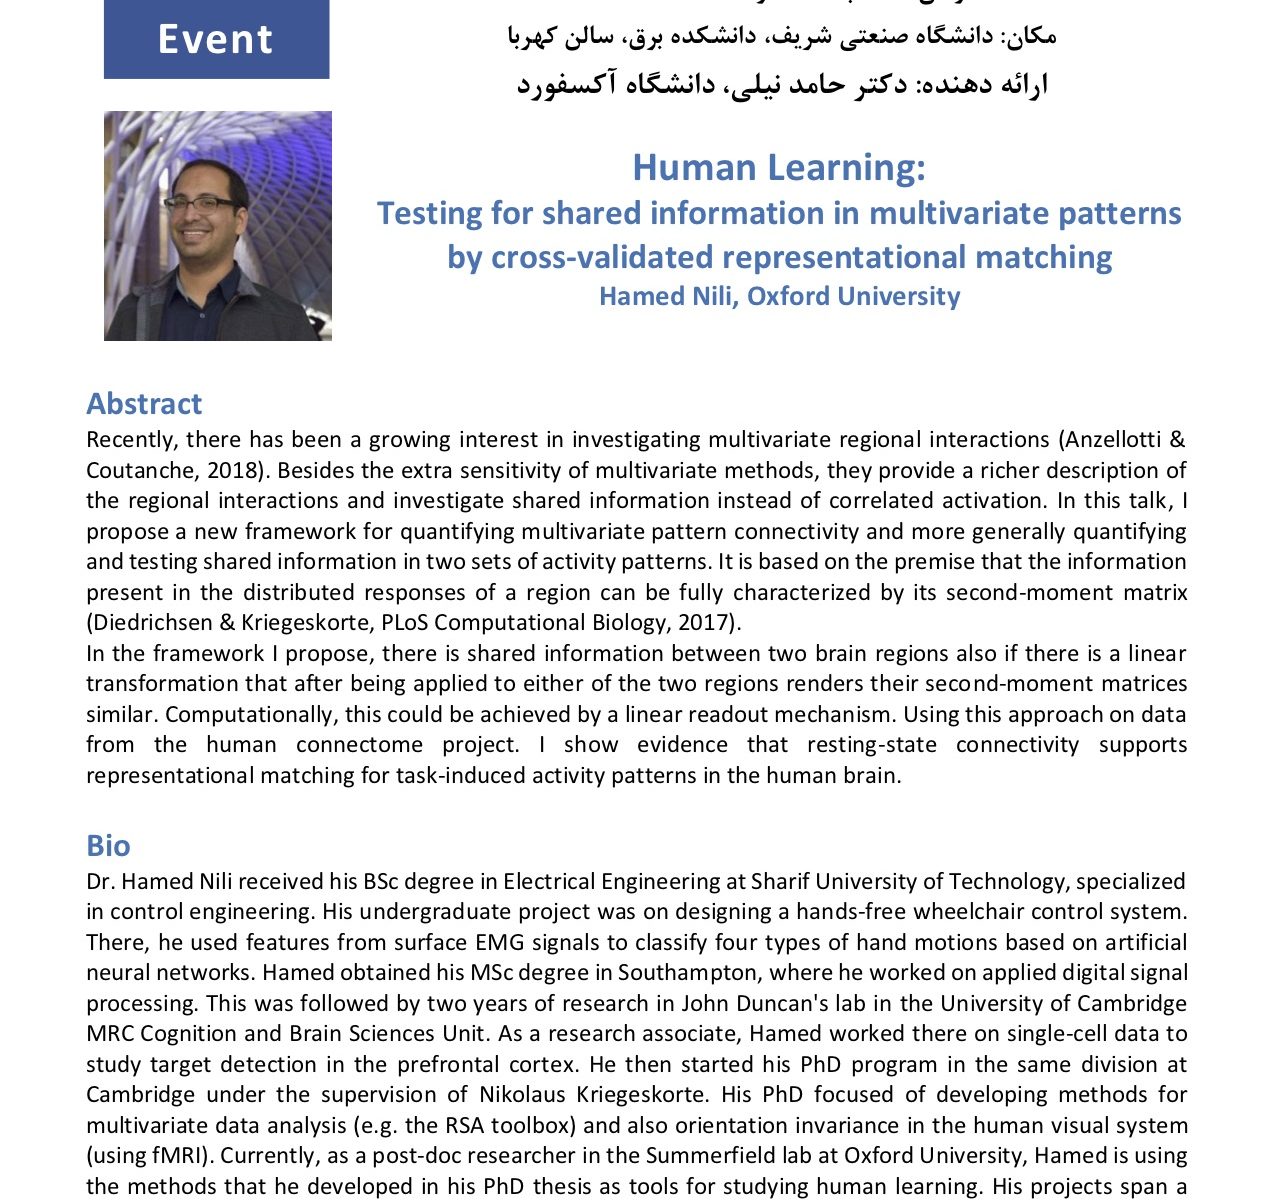 Event
مکان: دانشگاه صنعتی شریف، دانشکده برق، سالن کهربا
ارائه دهنده: دکتر حامد نیلی، دانشگاه آکسفورد
Human Learning:
Testing for shared information in multivariate patterns
by cross-validated representational matching
Hamed Nili, Oxford University
Abstract
Recently, there has been a growing interest in investigating multivariate regional interactions (Anzellotti &
Coutanche, 2018). Besides the extra sensitivity of multivariate methods, they provide a richer description of
the regional interactions and investigate shared information instead of correlated activation. In this talk, I
propose a new framework for quantifying multivariate pattern connectivity and more generally quantifying
and testing shared information in two sets of activity patterns. It is based on the premise that the information
present in the distributed responses of a region can be fully characterized by its second-moment matrix
(Diedrichsen & Kriegeskorte, PLoS Computational Biology, 2017).
In the framework I propose, there is shared information between two brain regions also if there is a linear
transformation that after being applied to either of the two regions renders their second-moment matrices
similar. Computationally, this could be achieved by a linear readout mechanism. Using this approach on data
from the human connectome project. I show evidence that resting-state connectivity supports
representational matching for task-induced activity patterns in the human brain.
Bio
Dr. Hamed Nili received his BSc degree in Electrical Engineering at Sharif University of Technology, specialized
in control engineering. His undergraduate project was on designing a hands-free wheelchair control system.
There, he used features from surface EMG signals to classify four types of hand motions based on artificial
neural networks. Hamed obtained his MSc degree in Southampton, where he worked on applied digital signal
processing. This was followed by two years of research in John Duncan's lab in the University of Cambridge
MRC Cognition and Brain Sciences Unit. As a research associate, Hamed worked there on single-cell data to
study target detection in the prefrontal cortex. He then started his PhD program in the same division at
Cambridge under the supervision of Nikolaus Kriegeskorte. His PhD focused of developing methods for
multivariate data analysis (e.g. the RSA toolbox) and also orientation invariance in the human visual system
(using fMRI). Currently, as a post-doc researcher in the Summerfield lab at Oxford University, Hamed is using
the methods that he developed in his PhD thesis as tools for studying human learning. His projects span a